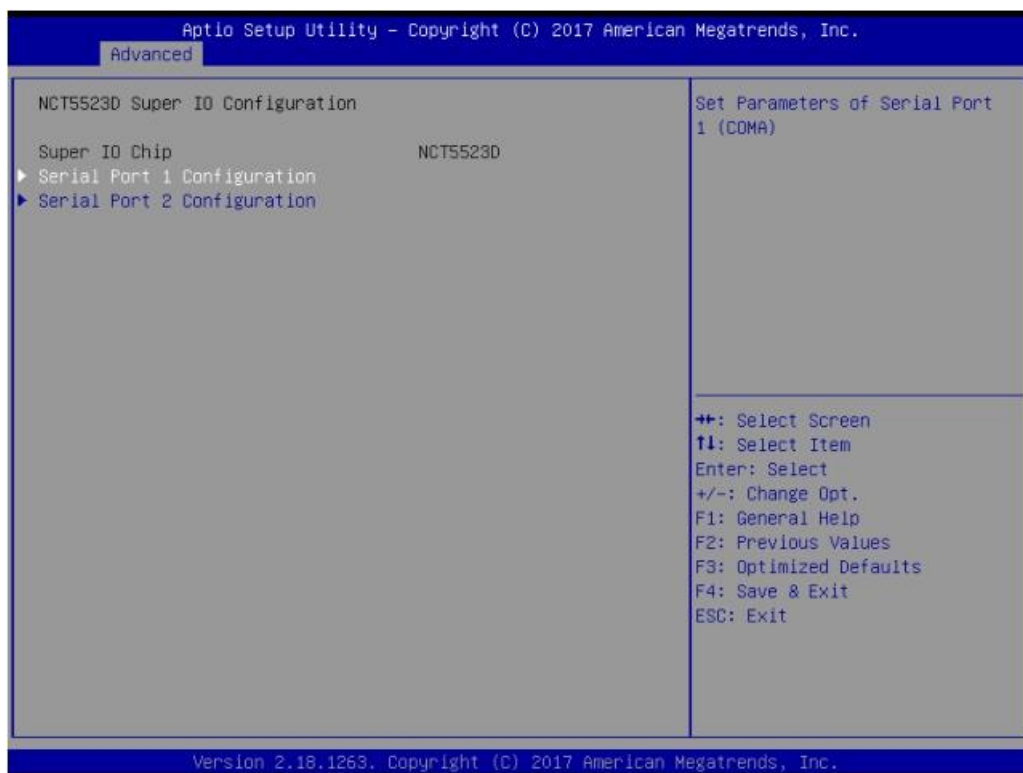 Aptio Setup Utility – Copyright (C) 2017 American Megatrends, Inc.
Advanced
NCT5523D Super IO Configuration
Super IO Chip NCT5523D
Serial Port 1 Configuration
Serial Port 2 Configuration
Set Parameters of Serial Port
1 (COMA)
→←: Select Screen
↑↓: Select Item
Enter: Select
+/-: Change Opt.
F1: General Help
F2: Previous Values
F3: Optimized Defaults
F4: Save & Exit
ESC: Exit
Version 2.18.1263. Copyright (C) 2017 American Megatrends, Inc.